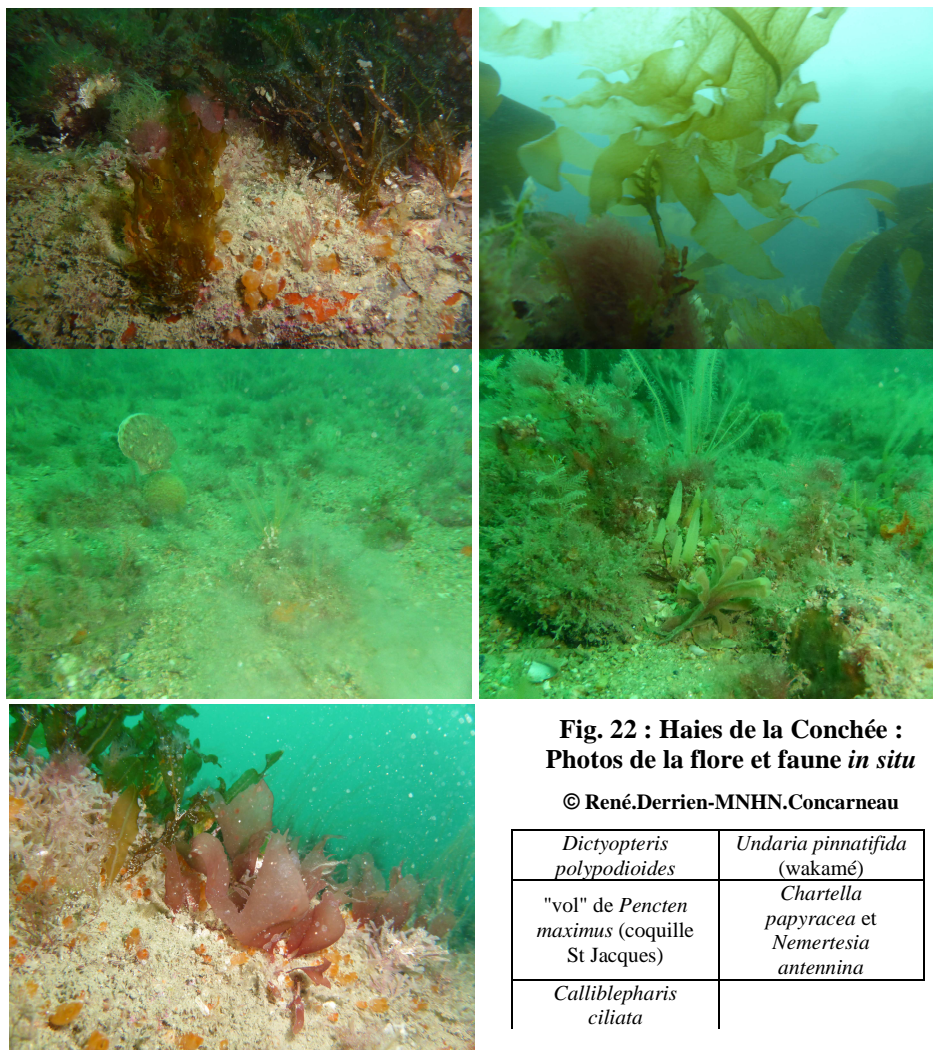 Fig. 22 : Haies de la Conchée :
Photos de la flore et faune in situ
© René.Derrien-MNHN.Concarneau
Dictyopteris
polypodioides
Undaria pinnatifida
(wakamé)
"vol" de Pencten
maximus (coquille
St Jacques)
Chartella
papyracea et
Nemertesia
antennina
Calliblepharis
ciliata